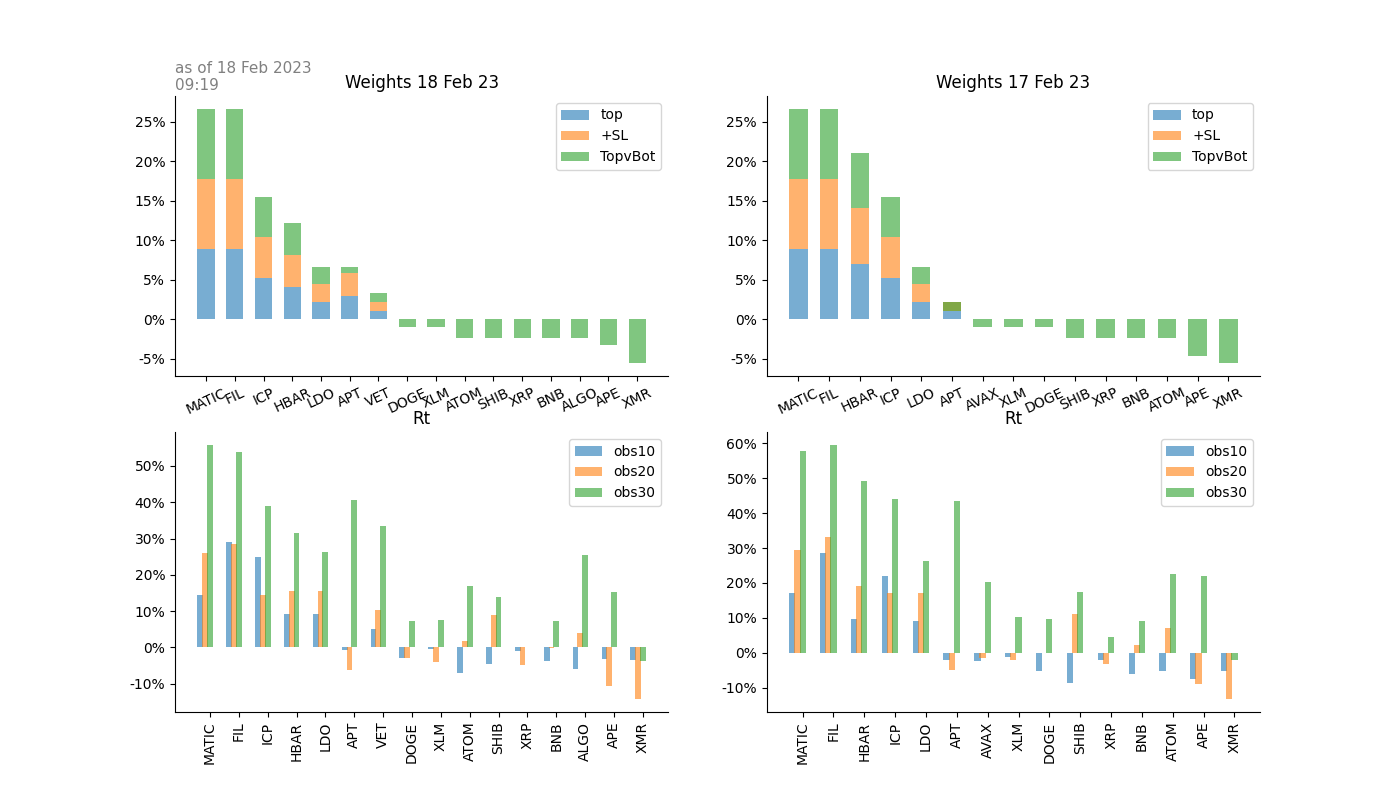 as of 18 Feb 2023
09:19
Weights 18 Feb 23
25%
20%
15%
10%
5%
0%
-5%
top
+SL
TopvBot
MATIC FIL ICP HBAR LDO APT VET DOGE XLM ATOM SHIB XRP BNB ALGO APE XMR
Weights 17 Feb 23
25%
20%
15%
10%
5%
0%
-5%
top
+SL
TopvBot
MATIC FIL HBAR ICP LDO APT AVAX XLM DOGE SHIB XRP BNB ATOM APE XMR
Rt
50%
40%
30%
20%
10%
0%
-10%
obs10
obs20
obs30
MATIC FIL ICP HBAR LDO APT VET DOGE XLM ATOM SHIB XRP BNB ALGO APE XMR
Rt
60%
50%
40%
30%
20%
10%
0%
-10%
obs10
obs20
obs30
MATIC FIL HBAR ICP LDO APT AVAX XLM DOGE SHIB XRP BNB ATOM APE XMR